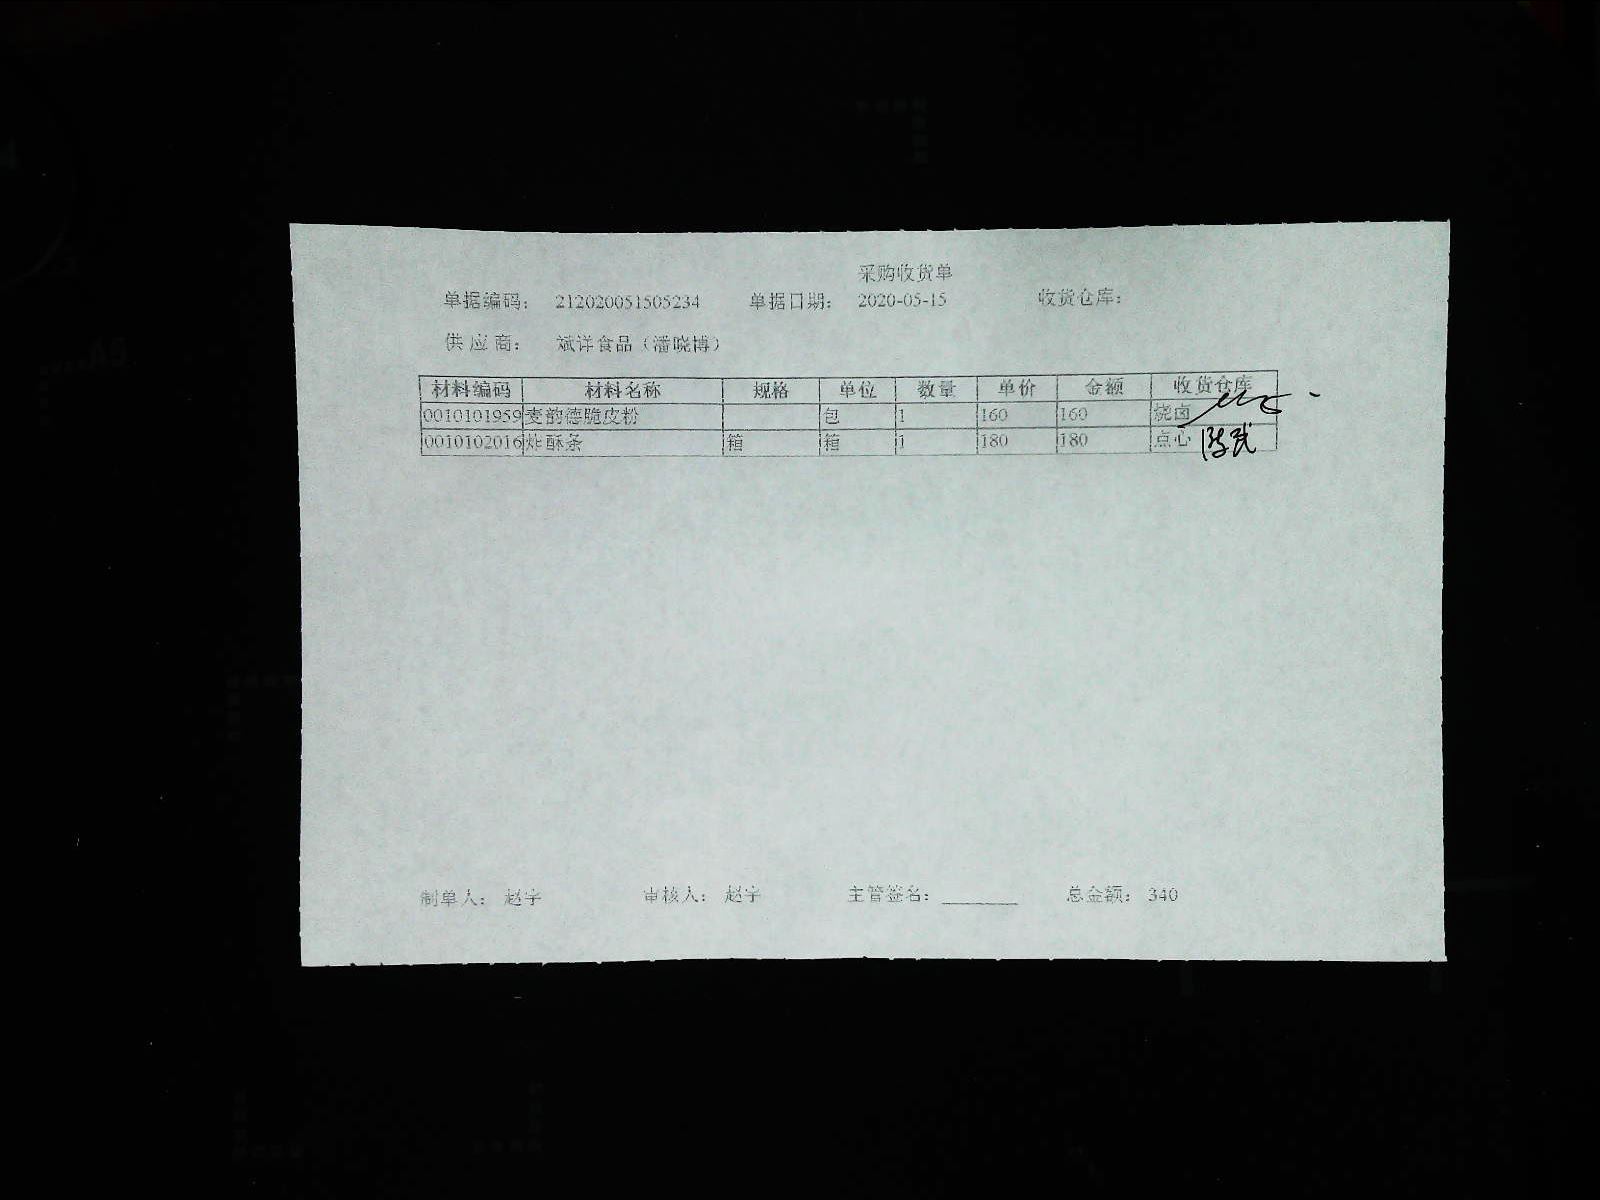 采购收货单
单据编码: 212020051505234 单据日期: 2020-05-15 收货仓库:
供应商: 斌洋食品（潘晓博）
材料编码 材料名称 规格 单位 数量 单价 金额 收货仓库
0010101959 麦韵德脆皮粉 包 1 160 160 烧卤
0010102016 炸酥条 箱 箱 1 180 180 点心
制单人: 赵宇 审核人: 赵宇 主管签名: 总金额: 340